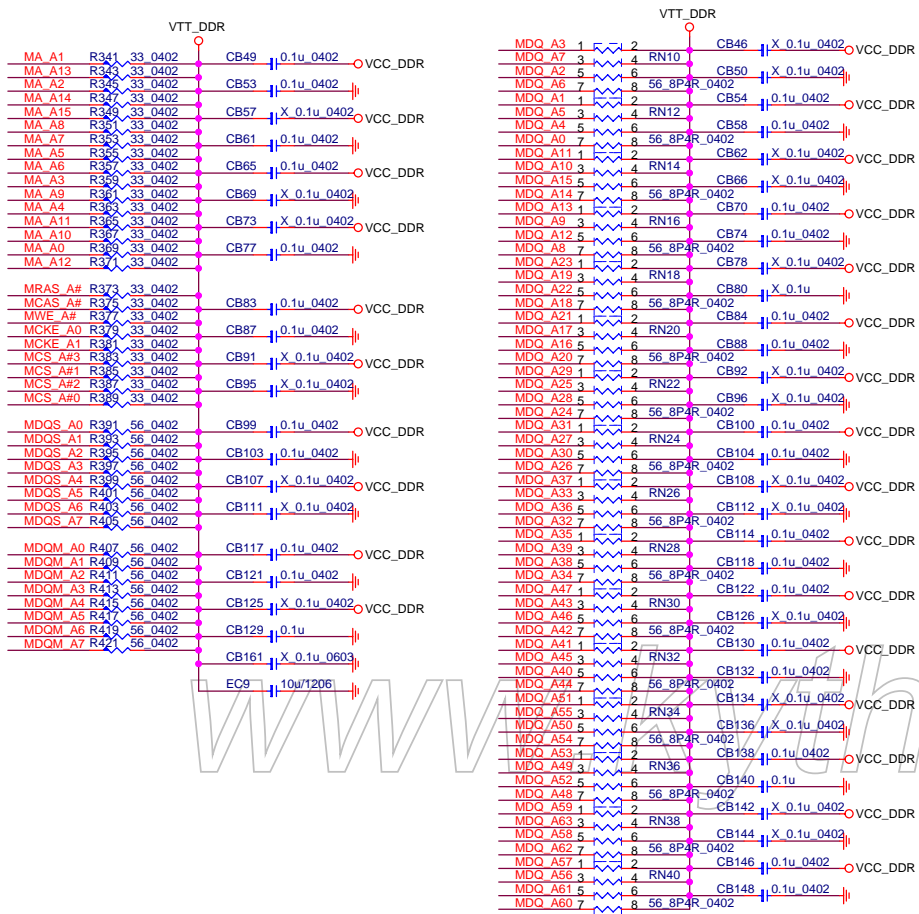 VTT_DDR
MA_A1 R341 33_0402 CB49 0.1u_0402 VCC_DDR
MA_A13 R343 33_0402
MA_A2 R345 33_0402 CB53 0.1u_0402
MA_A14 R347 33_0402
MA_A15 R349 33_0402 CB57 X_0.1u_0402 VCC_DDR
MA_A8 R351 33_0402
MA_A7 R353 33_0402 CB61 0.1u_0402
MA_A5 R355 33_0402
MA_A6 R357 33_0402 CB65 0.1u_0402 VCC_DDR
MA_A3 R359 33_0402
MA_A9 R361 33_0402 CB69 X_0.1u_0402
MA_A4 R363 33_0402
MA_A11 R365 33_0402 CB73 X_0.1u_0402 VCC_DDR
MA_A10 R367 33_0402
MA_A0 R369 33_0402 CB77 0.1u_0402
MA_A12 R371 33_0402
MRAS_A# R373 33_0402
MCAS_A# R375 33_0402 CB83 0.1u_0402 VCC_DDR
MWE_A# R377 33_0402
MCKE_A0 R379 33_0402 CB87 0.1u_0402
MCKE_A1 R381 33_0402
MCS_A#3 R383 33_0402 CB91 X_0.1u_0402 VCC_DDR
MCS_A#1 R385 33_0402
MCS_A#2 R387 33_0402 CB95 X_0.1u_0402
MCS_A#0 R389 33_0402
MDQS_A0 R391 56_0402 CB99 0.1u_0402 VCC_DDR
MDQS_A1 R393 56_0402
MDQS_A2 R395 56_0402 CB103 0.1u_0402
MDQS_A3 R397 56_0402
MDQS_A4 R399 56_0402 CB107 X_0.1u_0402 VCC_DDR
MDQS_A5 R401 56_0402
MDQS_A6 R403 56_0402 CB111 X_0.1u_0402
MDQS_A7 R405 56_0402
MDQM_A0 R407 56_0402 CB117 0.1u_0402 VCC_DDR
MDQM_A1 R409 56_0402
MDQM_A2 R411 56_0402 CB121 0.1u_0402
MDQM_A3 R413 56_0402
MDQM_A4 R415 56_0402 CB125 X_0.1u_0402 VCC_DDR
MDQM_A5 R417 56_0402
MDQM_A6 R419 56_0402 CB129 0.1u
MDQM_A7 R421 56_0402
CB161 X_0.1u_0603
EC9 10u/1206
VTT_DDR
MDQ_A3 1 2 CB46 X_0.1u_0402 VCC_DDR
MDQ_A7 3 4 RN10
MDQ_A2 5 6 CB50 X_0.1u_0402
MDQ_A6 7 8 56_8P4R_0402
MDQ_A1 1 2 CB54 0.1u_0402 VCC_DDR
MDQ_A5 3 4 RN12
MDQ_A4 5 6 CB58 0.1u_0402
MDQ_A0 7 8 56_8P4R_0402
MDQ_A11 1 2 CB62 X_0.1u_0402 VCC_DDR
MDQ_A10 3 4 RN14
MDQ_A15 5 6 CB66 X_0.1u_0402
MDQ_A14 7 8 56_8P4R_0402
MDQ_A13 1 2 CB70 0.1u_0402 VCC_DDR
MDQ_A9 3 4 RN16
MDQ_A12 5 6 CB74 0.1u_0402
MDQ_A8 7 8 56_8P4R_0402
MDQ_A23 1 2 CB78 X_0.1u_0402 VCC_DDR
MDQ_A19 3 4 RN18
MDQ_A22 5 6 CB80 X_0.1u
MDQ_A18 7 8 56_8P4R_0402
MDQ_A21 1 2 CB84 0.1u_0402 VCC_DDR
MDQ_A17 3 4 RN20
MDQ_A16 5 6 CB88 0.1u_0402
MDQ_A20 7 8 56_8P4R_0402
MDQ_A29 1 2 CB92 X_0.1u_0402 VCC_DDR
MDQ_A25 3 4 RN22
MDQ_A28 5 6 CB96 X_0.1u_0402
MDQ_A24 7 8 56_8P4R_0402
MDQ_A31 1 2 CB100 0.1u_0402 VCC_DDR
MDQ_A27 3 4 RN24
MDQ_A30 5 6 CB104 0.1u_0402
MDQ_A26 7 8 56_8P4R_0402
MDQ_A37 1 2 CB108 X_0.1u_0402 VCC_DDR
MDQ_A33 3 4 RN26
MDQ_A36 5 6 CB112 X_0.1u_0402
MDQ_A32 7 8 56_8P4R_0402
MDQ_A35 1 2 CB114 0.1u_0402 VCC_DDR
MDQ_A39 3 4 RN28
MDQ_A38 5 6 CB118 0.1u_0402
MDQ_A34 7 8 56_8P4R_0402
MDQ_A47 1 2 CB122 0.1u_0402 VCC_DDR
MDQ_A43 3 4 RN30
MDQ_A46 5 6 CB126 X_0.1u_0402
MDQ_A42 7 8 56_8P4R_0402
MDQ_A41 1 2 CB130 0.1u_0402 VCC_DDR
MDQ_A45 3 4 RN32
MDQ_A40 5 6 CB132 0.1u_0402
MDQ_A44 7 8 56_8P4R_0402
MDQ_A51 1 2 CB134 X_0.1u_0402 VCC_DDR
MDQ_A55 3 4 RN34
MDQ_A50 5 6 CB136 X_0.1u_0402
MDQ_A54 7 8 56_8P4R_0402
MDQ_A53 1 2 CB138 0.1u_0402 VCC_DDR
MDQ_A49 3 4 RN36
MDQ_A52 5 6 CB140 0.1u
MDQ_A48 7 8 56_8P4R_0402
MDQ_A59 1 2 CB142 X_0.1u_0402 VCC_DDR
MDQ_A63 3 4 RN38
MDQ_A58 5 6 CB144 X_0.1u_0402
MDQ_A62 7 8 56_8P4R_0402
MDQ_A57 1 2 CB146 0.1u_0402 VCC_DDR
MDQ_A56 3 4 RN40
MDQ_A61 5 6 CB148 0.1u_0402
MDQ_A60 7 8 56_8P4R_0402